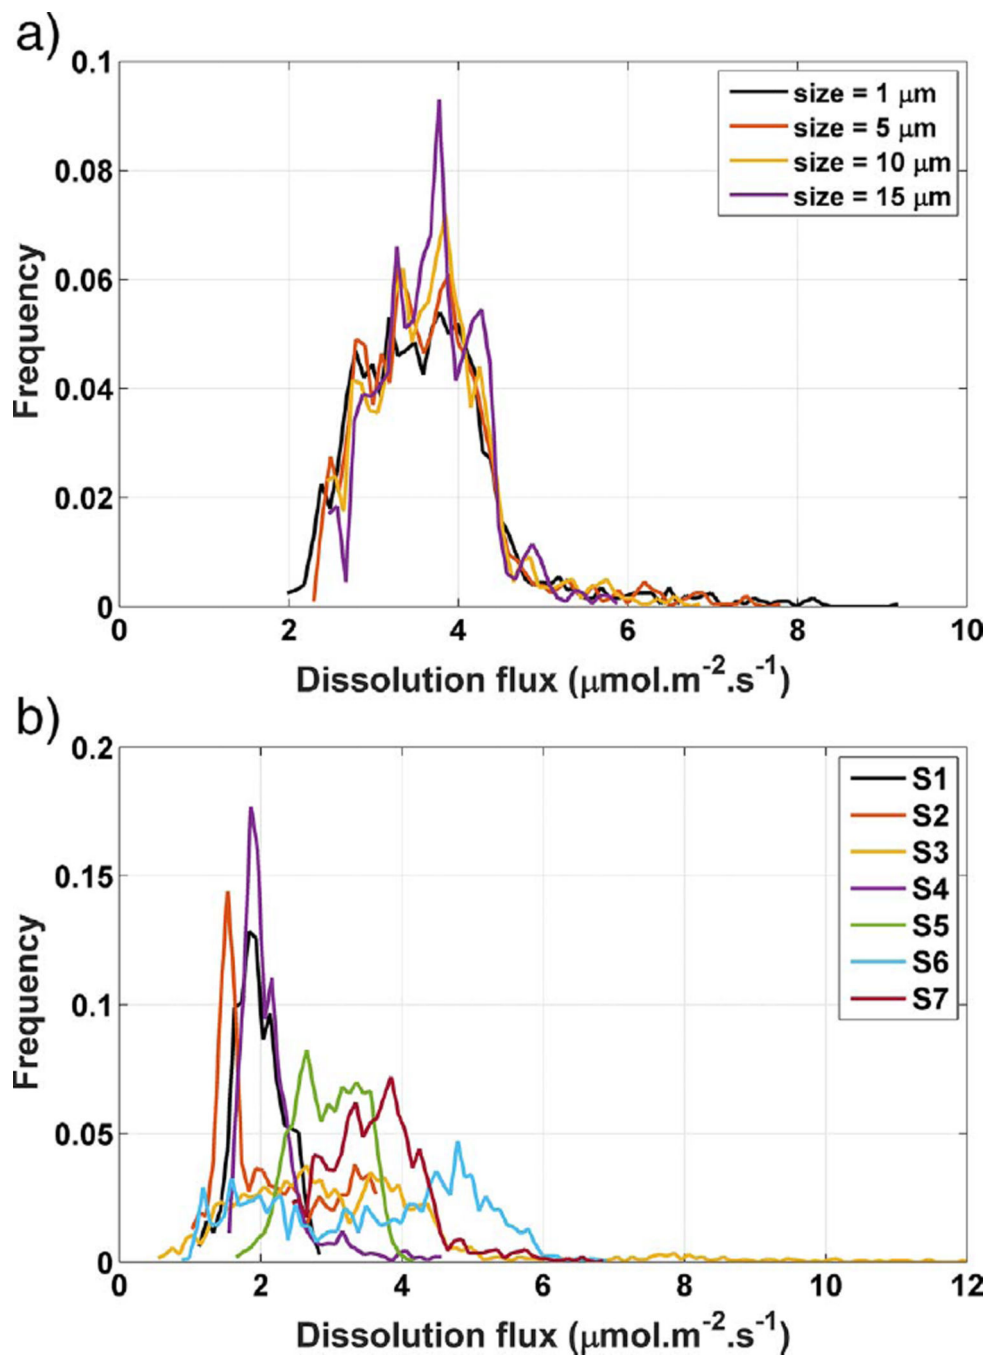 a)
0.1
0.08
0.06
0.04
0.02
0
Frequency
size = 1 μm
size = 5 μm
size = 10 μm
size = 15 μm
0 2 4 6 8 10
Dissolution flux (μmol.m⁻².s⁻¹)
b)
0.2
0.15
0.1
0.05
0
Frequency
S1
S2
S3
S4
S5
S6
S7
0 2 4 6 8 10 12
Dissolution flux (μmol.m⁻².s⁻¹)